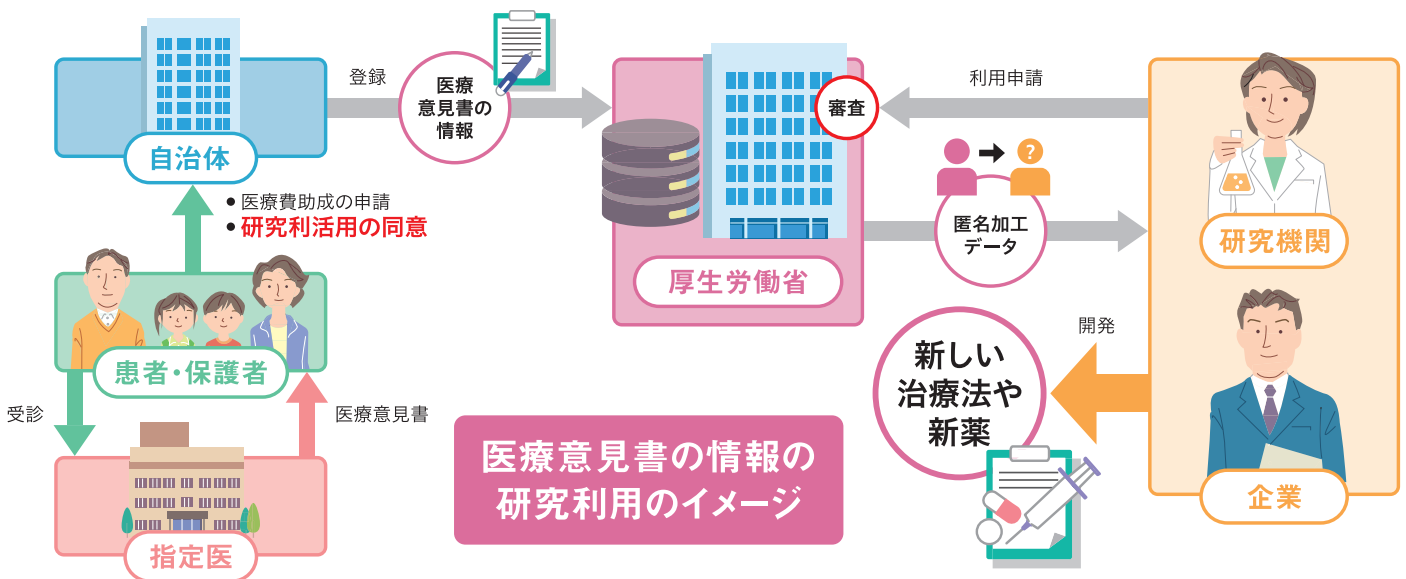 自治体
登録
医療
意見書の
情報
審査
利用申請
匿名加工
データ
厚生労働省
研究機関
? 
• 医療費助成の申請
• 研究利活用の同意
患者・保護者
受診
医療意見書
指定医
医療意見書の情報の
研究利用のイメージ
新しい
治療法や
新薬
開発
企業